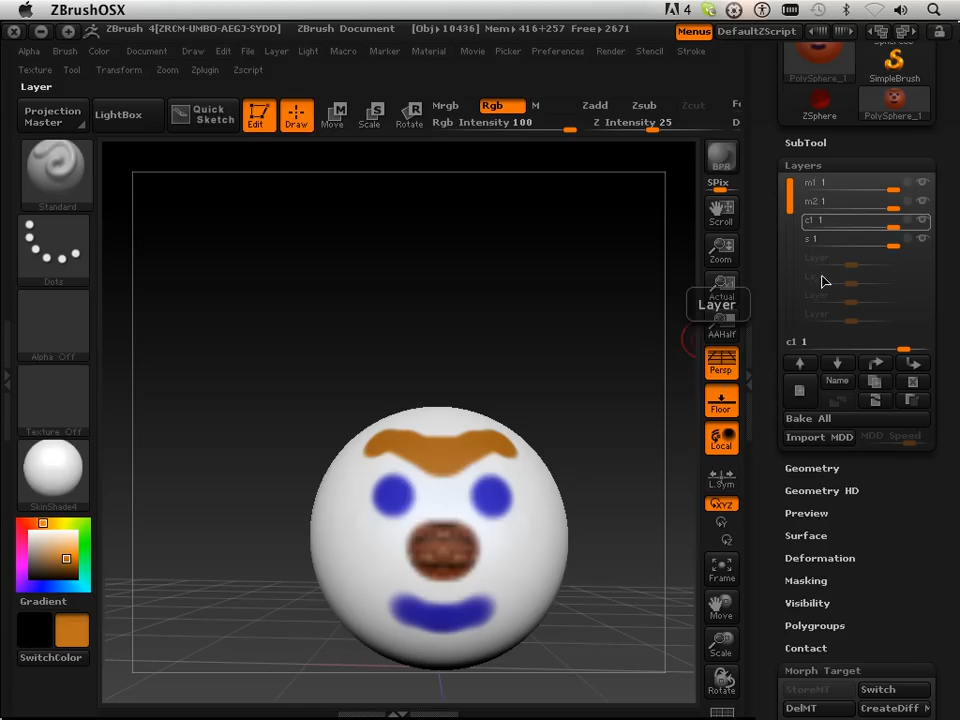 ZBrushOSX
4
ZBrush 4[ZRCM-UMBO-AEGJ-SYDD] ZBrush Document [Obj▸10436] Mem▸416+257 Free▸2671
Menus DefaultZScript
Alpha Brush Color Document Draw Edit File Layer Light Macro Marker Material Movie Picker Preferences Render Stencil Stroke
Texture Tool Transform Zoom Zplugin Zscript
Layer
Projection Master
LightBox
Quick Sketch
Edit
Draw
Move
Scale
Rotate
Mrgb Rgb M Zadd Zsub Zcut
Rgb Intensity 100 Z Intensity 25
Standard
Dots
Alpha Off
Texture Off
SkinShade4
Gradient
SwitchColor
BPR
SPix
Scroll
Zoom
Actual
Layer
AAHalf
Persp
Floor
Local
L.Sym
XYZ
Frame
Move
Scale
Rotate
PolySphere_1
SimpleBrush
ZSphere
PolySphere_1
SubTool
Layers
m1 1
m2 1
c1 1
s 1
Layer
Layer
Layer
c1 1
Name
Bake All
Import MDD MDD Speed
Geometry
Geometry HD
Preview
Surface
Deformation
Masking
Visibility
Polygroups
Contact
Morph Target
StoreMT Switch
DelMT CreateDiff M